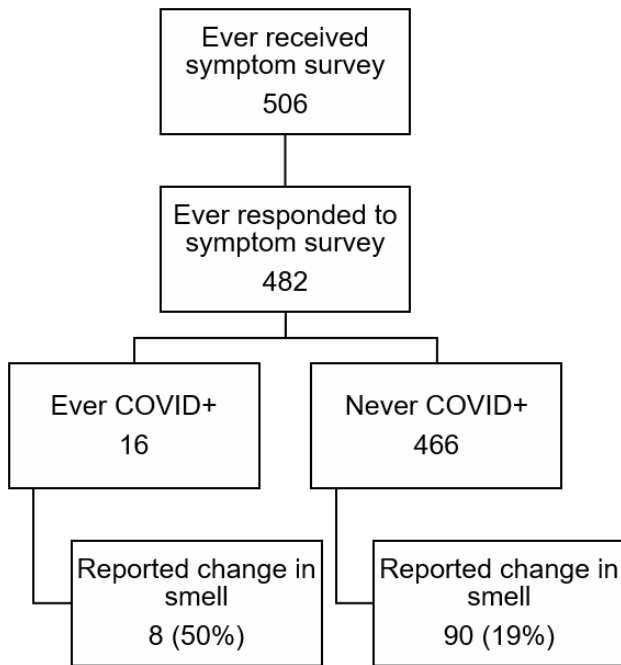 Ever received
symptom survey
506
Ever responded to
symptom survey
482
Ever COVID+
16
Never COVID+
466
Reported change in
smell
8 (50%)
Reported change in
smell
90 (19%)